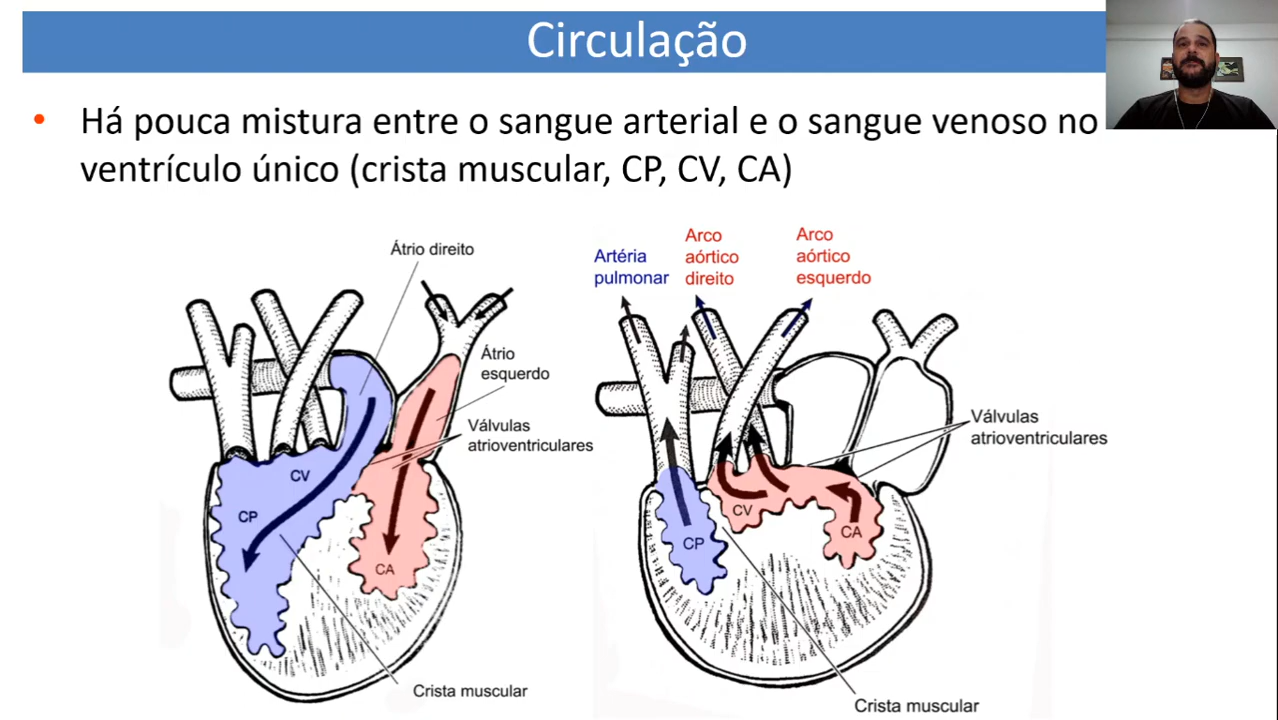 Circulação
• Há pouca mistura entre o sangue arterial e o sangue venoso no
ventrículo único (crista muscular, CP, CV, CA)
Átrio direito
Átrio
esquerdo
Válvulas
atrioventriculares
CV
CP
CA
Crista muscular
Artéria
pulmonar
Arco
aórtico
direito
Arco
aórtico
esquerdo
Válvulas
atrioventriculares
CV
CP
CA
Crista muscular